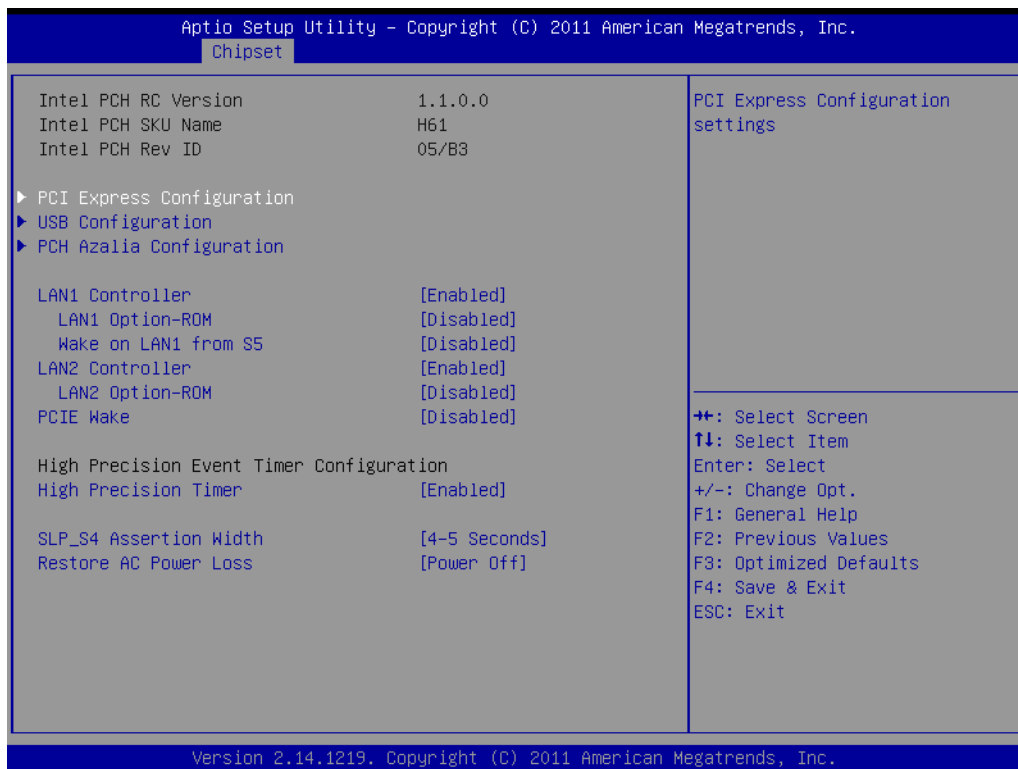 Aptio Setup Utility – Copyright (C) 2011 American Megatrends, Inc.
Chipset
Intel PCH RC Version 1.1.0.0
Intel PCH SKU Name H61
Intel PCH Rev ID 05/B3
▶ PCI Express Configuration
▶ USB Configuration
▶ PCH Azalia Configuration
LAN1 Controller [Enabled]
LAN1 Option-ROM [Disabled]
Wake on LAN1 from S5 [Disabled]
LAN2 Controller [Enabled]
LAN2 Option-ROM [Disabled]
PCIE Wake [Disabled]
High Precision Event Timer Configuration
High Precision Timer [Enabled]
SLP_S4 Assertion Width [4-5 Seconds]
Restore AC Power Loss [Power Off]
PCI Express Configuration
settings
→←: Select Screen
↑↓: Select Item
Enter: Select
+/-: Change Opt.
F1: General Help
F2: Previous Values
F3: Optimized Defaults
F4: Save & Exit
ESC: Exit
Version 2.14.1219. Copyright (C) 2011 American Megatrends, Inc.